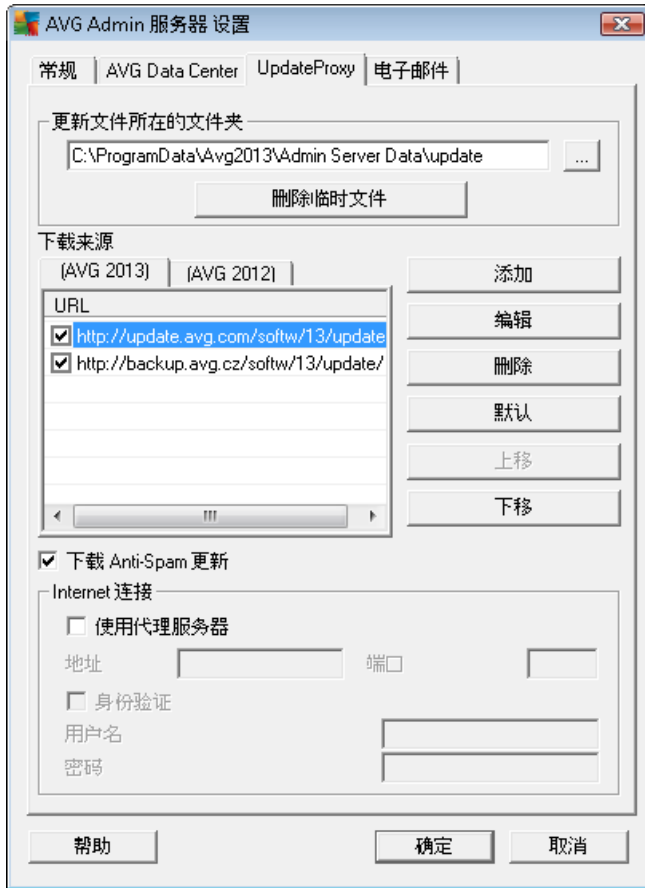 AVG Admin 服务器 设置
常规 AVG Data Center UpdateProxy 电子邮件
更新文件所在的文件夹
C:\ProgramData\Avg2013\Admin Server Data\update ...
删除临时文件
下载来源
(AVG 2013) (AVG 2012)
添加
URL
编辑
http://update.avg.com/softw/13/update
http://backup.avg.cz/softw/13/update/
删除
默认
上移
下移
下载 Anti-Spam 更新
Internet 连接
使用代理服务器
地址 端口
身份验证
用户名
密码
帮助 确定 取消